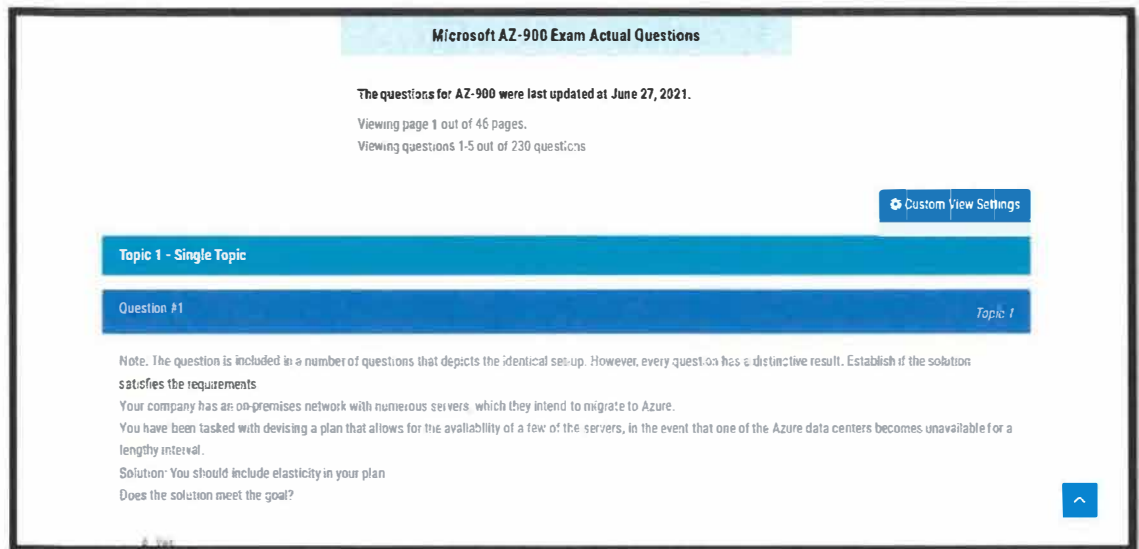 Microsoft AZ-900 Exam Actual Questions
The questions for AZ-900 were last updated at June 27, 2021.
Viewing page 1 out of 46 pages.
Viewing questions 1-5 out of 230 questions
Custom View Settings
Topic 1 - Single Topic
Question #1
Topic 1
Note. The question is included in a number of questions that depicts the identical set-up. However, every question has a distinctive result. Establish if the solution
satisfies the requirements
Your company has an on-premises network with numerous servers, which they intend to migrate to Azure.
You have been tasked with devising a plan that allows for the availability of a few of the servers, in the event that one of the Azure data centers becomes unavailable for a
lengthy interval.
Solution: You should include elasticity in your plan
Does the solution meet the goal?
Yes